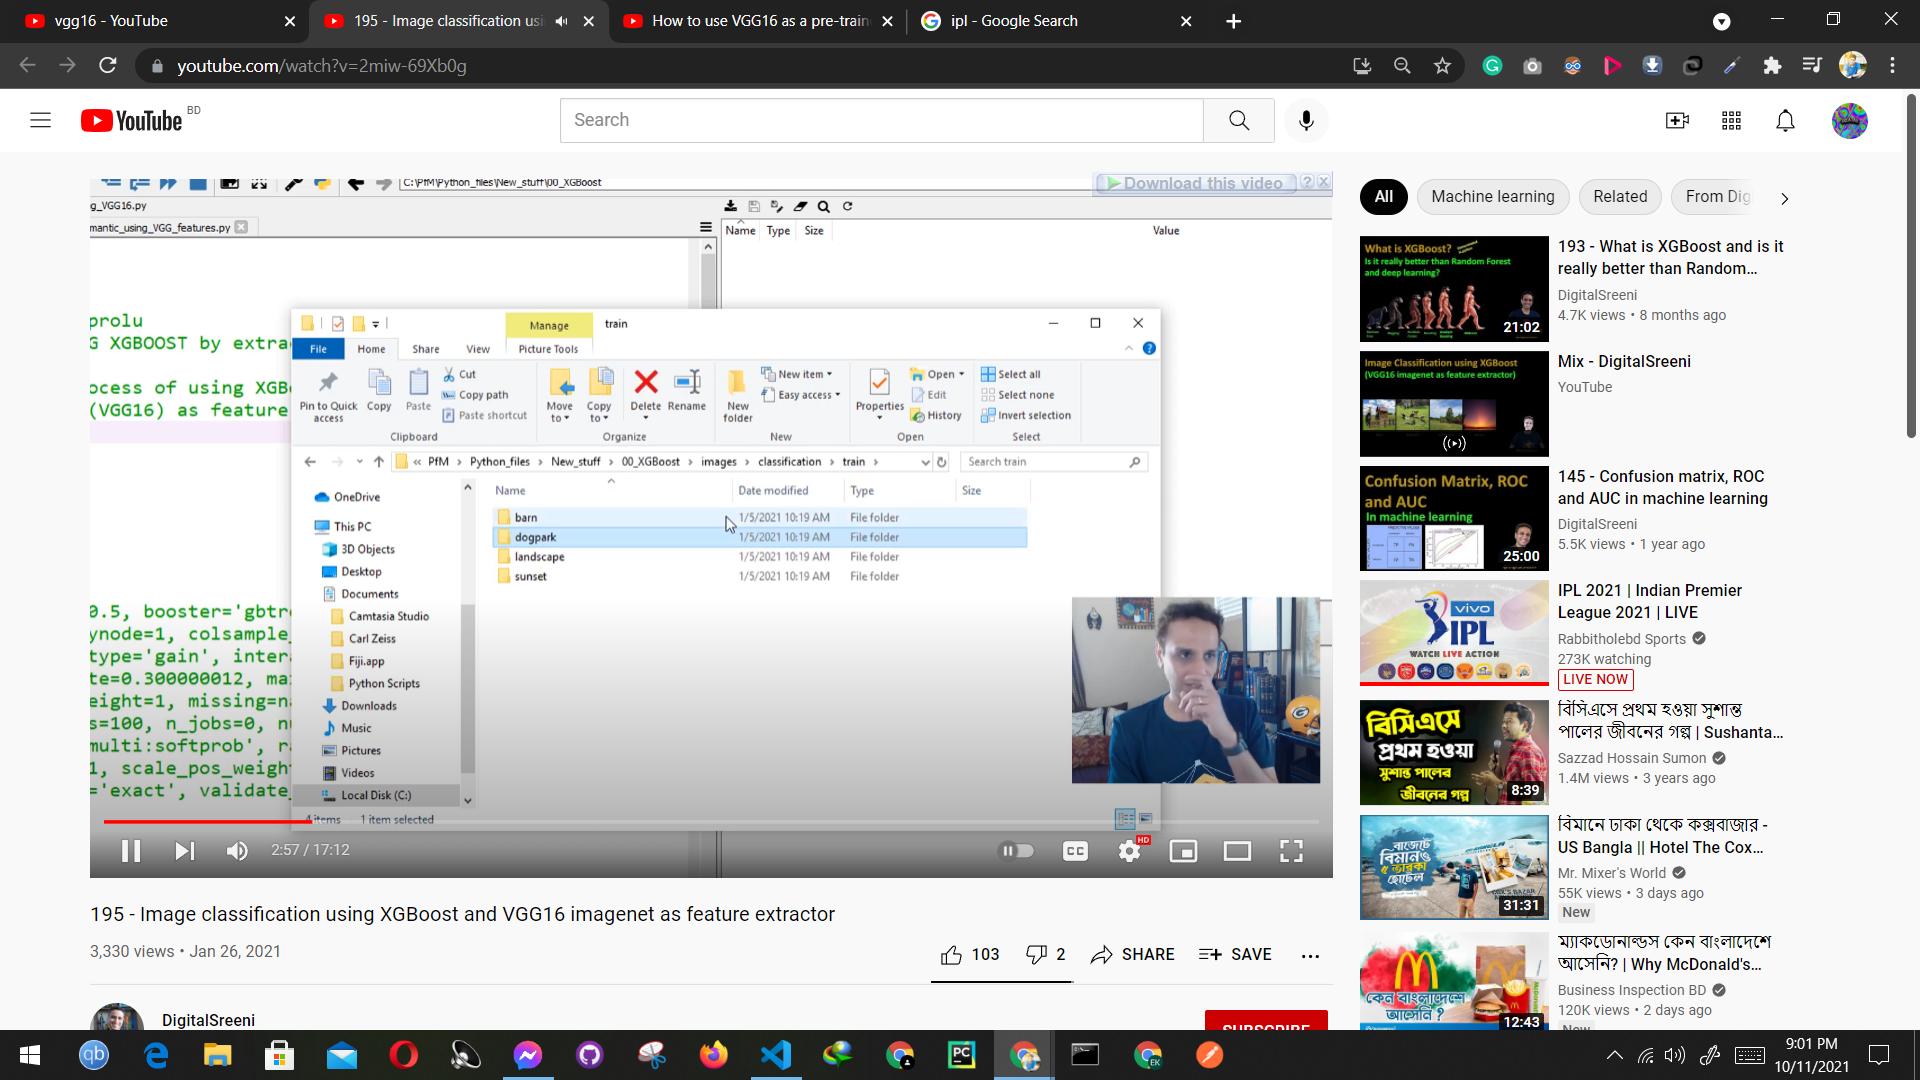 vgg16 - YouTube
195 - Image classification usi
How to use VGG16 as a pre-train
ipl - Google Search
youtube.com/watch?v=2miw-69Xb0g
YouTube BD
Search
C:\PfM\Python_files\New_stuff\00_XGBoost
Download this video
g_VGG16.py
mantic_using_VGG_features.py
Name Type Size Value
prolu
G XGBOOST by extra
ocess of using XGB
(VGG16) as feature
0.5, booster='gbtr
ynode=1, colsample_
type='gain', inter
te=0.300000012, ma
eight=1, missing=na
s=100, n_jobs=0, nu
multi:softprob', ra
1, scale_pos_weight
='exact', validate_
Manage train
File Home Share View Picture Tools
Pin to Quick access
Copy
Paste
Cut
Copy path
Paste shortcut
Clipboard
Move to
Copy to
Delete
Rename
Organize
New folder
New item
Easy access
New
Properties
Open
Edit
History
Open
Select all
Select none
Invert selection
Select
« PfM > Python_files > New_stuff > 00_XGBoost > images > classification > train >
Search train
OneDrive
This PC
3D Objects
Desktop
Documents
Camtasia Studio
Carl Zeiss
Fiji.app
Python Scripts
Downloads
Music
Pictures
Videos
Local Disk (C:)
Name Date modified Type Size
barn 1/5/2021 10:19 AM File folder
dogpark 1/5/2021 10:19 AM File folder
landscape 1/5/2021 10:19 AM File folder
sunset 1/5/2021 10:19 AM File folder
4 items 1 item selected
2:57 / 17:12
CC
HD
195 - Image classification using XGBoost and VGG16 imagenet as feature extractor
3,330 views • Jan 26, 2021
103
2
SHARE
SAVE
DigitalSreeni
SUBSCRIBE
All
Machine learning
Related
From Dig
What is XGBoost?
Is it really better than Random Forest
and deep learning?
21:02
193 - What is XGBoost and is it
really better than Random...
DigitalSreeni
4.7K views • 8 months ago
Image Classification using XGBoost
(VGG16 imagenet as feature extractor)
Mix - DigitalSreeni
YouTube
Confusion Matrix, ROC
and AUC
In machine learning
25:00
145 - Confusion matrix, ROC
and AUC in machine learning
DigitalSreeni
5.5K views • 1 year ago
vivo
IPL
WATCH LIVE ACTION
IPL 2021 | Indian Premier
League 2021 | LIVE
Rabbitholebd Sports
273K watching
LIVE NOW
বিসিএসে
প্রথম হওয়া
সুশান্ত পালের
জীবনের গল্প
8:39
বিসিএসে প্রথম হওয়া সুশান্ত
পালের জীবনের গল্প | Sushanta...
Sazzad Hossain Sumon
1.4M views • 3 years ago
বাজেটে
বিমানও
৫ তারকা
হোটেল
31:31
বিমানে ঢাকা থেকে কক্সবাজার -
US Bangla || Hotel The Cox...
Mr. Mixer's World
55K views • 3 days ago
New
কেন বাংলাদেশে
আসেনি ?
12:43
ম্যাকডোনাল্ডস কেন বাংলাদেশে
আসেনি? | Why McDonald's...
Business Inspection BD
120K views • 2 days ago
New
qb
PC
EK
9:01 PM
10/11/2021